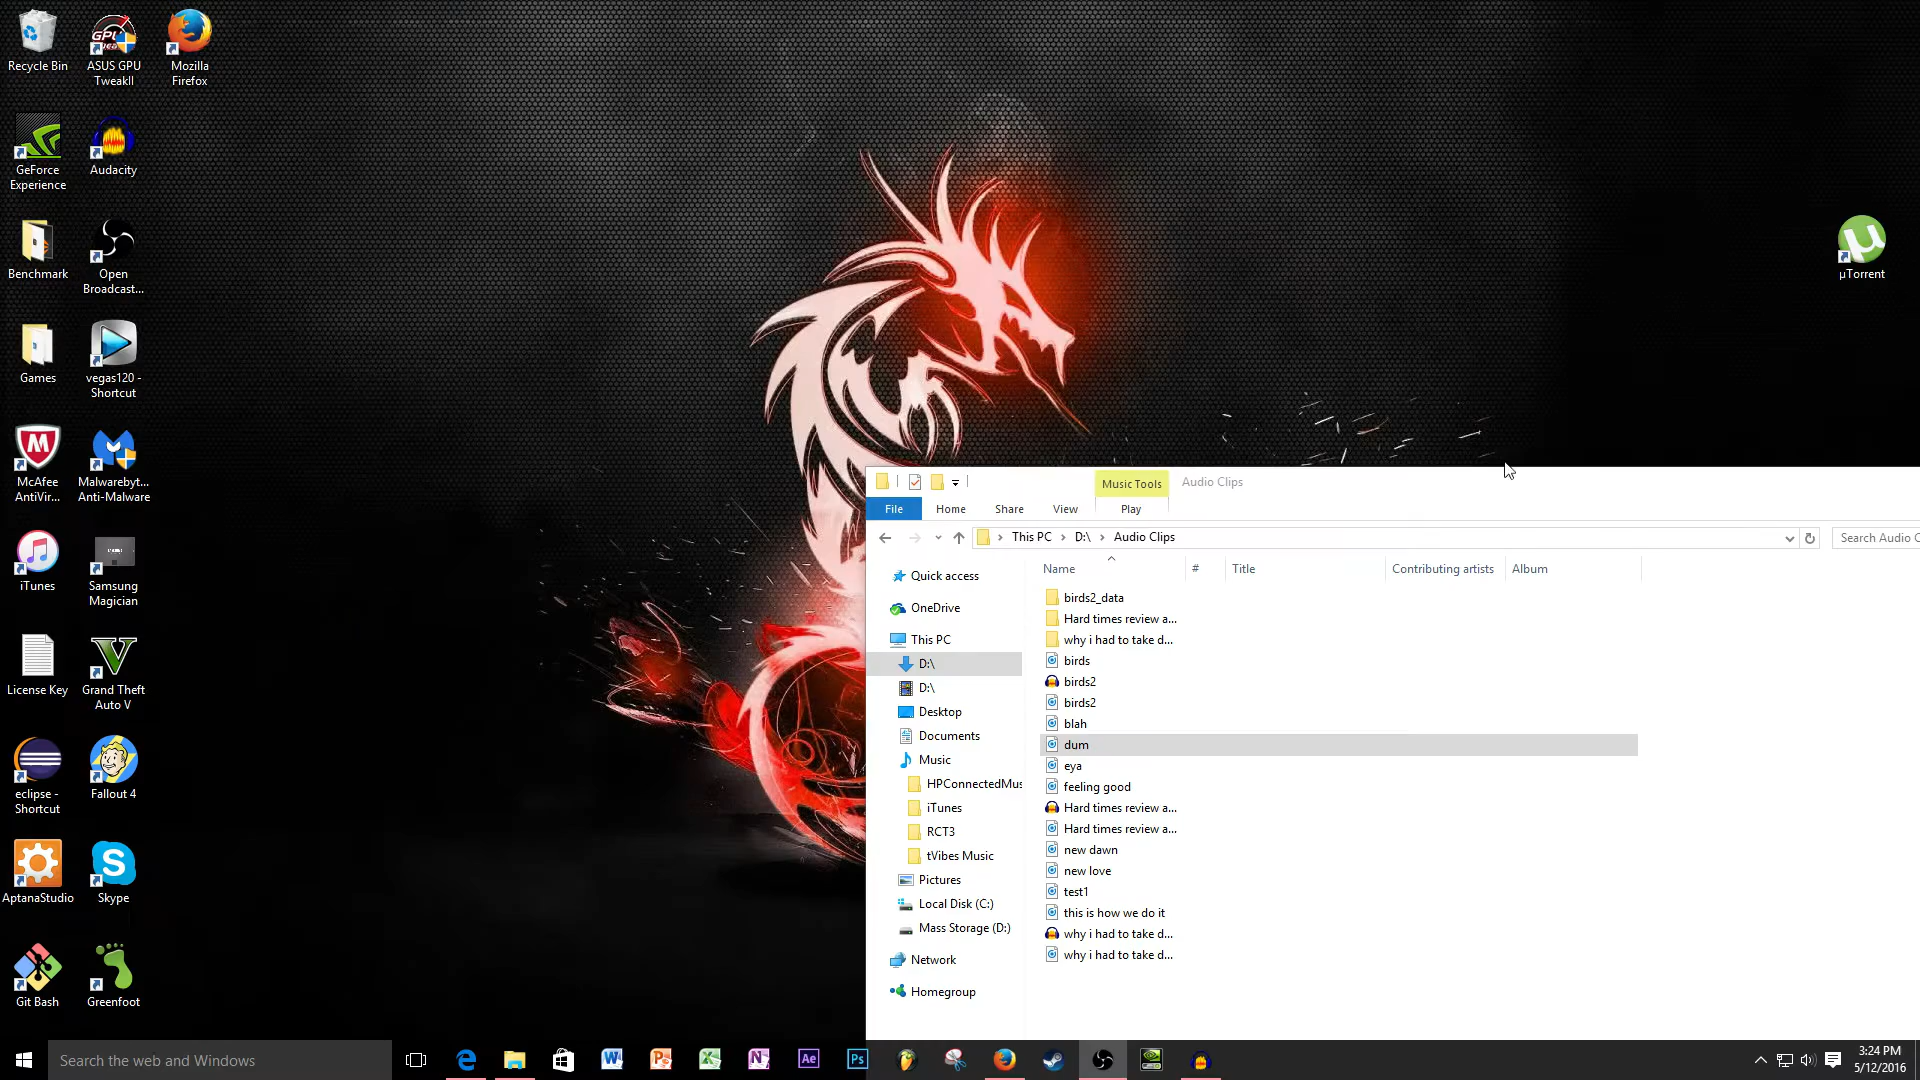 Recycle Bin
ASUS GPU
TweakII
Mozilla
Firefox
GeForce
Experience
Audacity
Benchmark
Open
Broadcast...
µTorrent
Games
vegas120 -
Shortcut
McAfee
AntiVir...
Malwarebyt...
Anti-Malware
iTunes
Samsung
Magician
License Key
Grand Theft
Auto V
eclipse -
Shortcut
Fallout 4
AptanaStudio
Skype
Git Bash
Greenfoot
Music Tools
Audio Clips
File
Home
Share
View
Play
This PC
D:\
Audio Clips
Search Audio C
Name
#
Title
Contributing artists
Album
Quick access
OneDrive
This PC
D:\
D:\
Desktop
Documents
Music
HPConnectedMus
iTunes
RCT3
tVibes Music
Pictures
Local Disk (C:)
Mass Storage (D:)
Network
Homegroup
birds2_data
Hard times review a...
why i had to take d...
birds
birds2
birds2
blah
dum
eya
feeling good
Hard times review a...
Hard times review a...
new dawn
new love
test1
this is how we do it
why i had to take d...
why i had to take d...
Search the web and Windows
Ae
Ps
3:24 PM
5/12/2016